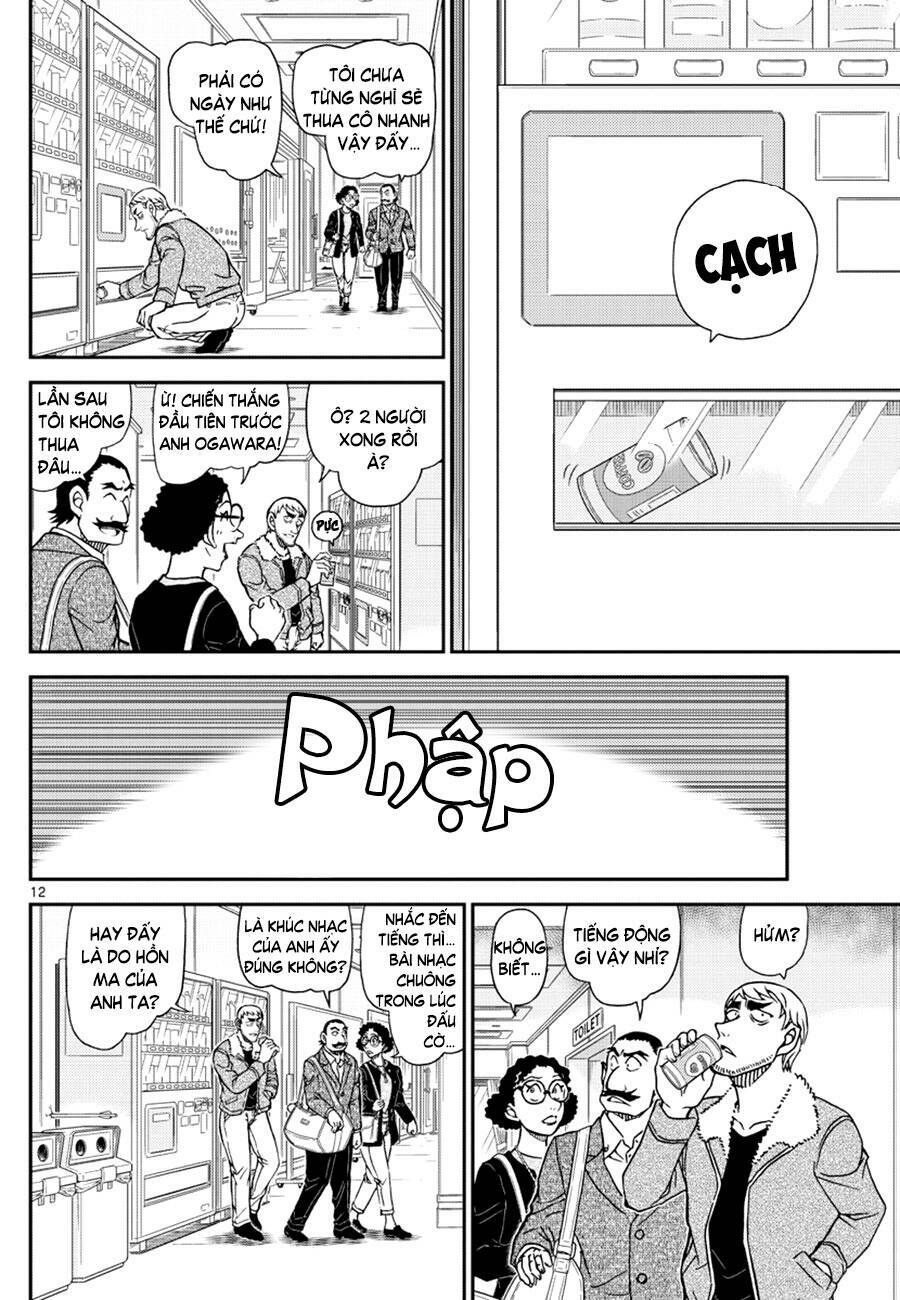 CẠCH
COFFEE
TÔI CHƯA
TỪNG NGHĨ SẼ
THUA CÔ NHANH
VẬY ĐẤY...
PHẢI CÓ
NGÀY NHƯ
THẾ CHỨ!
Ồ? 2 NGƯỜI
XONG RỒI
À?
PỰC
Ừ! CHIẾN THẮNG
ĐẦU TIÊN TRƯỚC
ANH OGAWARA!
LẦN SAU
TÔI KHÔNG
THUA
ĐÂU...
Phập
12
HỬM?
TIẾNG ĐỘNG
GÌ VẬY NHỈ?
KHÔNG
BIẾT...
TOILET
NHẮC ĐẾN
TIẾNG THÌ...
BÀI NHẠC
CHUÔNG
TRONG LÚC
ĐẤU
CỜ...
LÀ KHÚC NHẠC
CỦA ANH ẤY
ĐÚNG KHÔNG?
HAY ĐẤY
LÀ DO HỒN
MA CỦA
ANH TA?